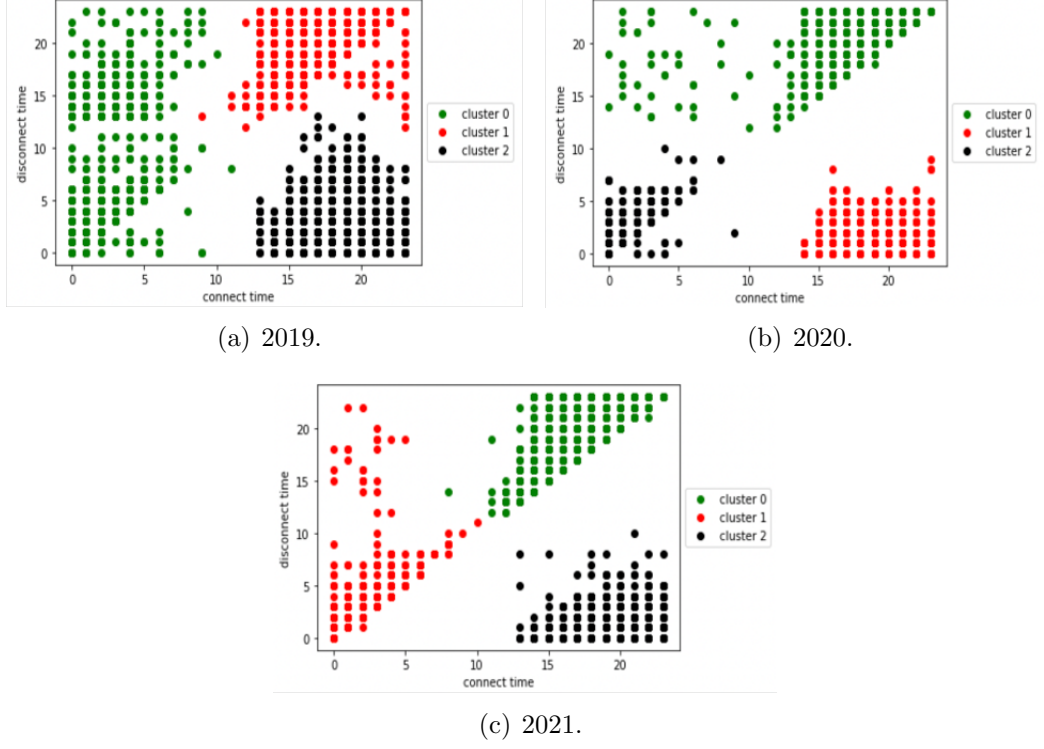 disconnect time
20
15
10
5
0
0 5 10 15 20
connect time
cluster 0
cluster 1
cluster 2
(a) 2019.
disconnect time
20
15
10
5
0
0 5 10 15 20
connect time
cluster 0
cluster 1
cluster 2
(b) 2020.
disconnect time
20
15
10
5
0
0 5 10 15 20
connect time
cluster 0
cluster 1
cluster 2
(c) 2021.